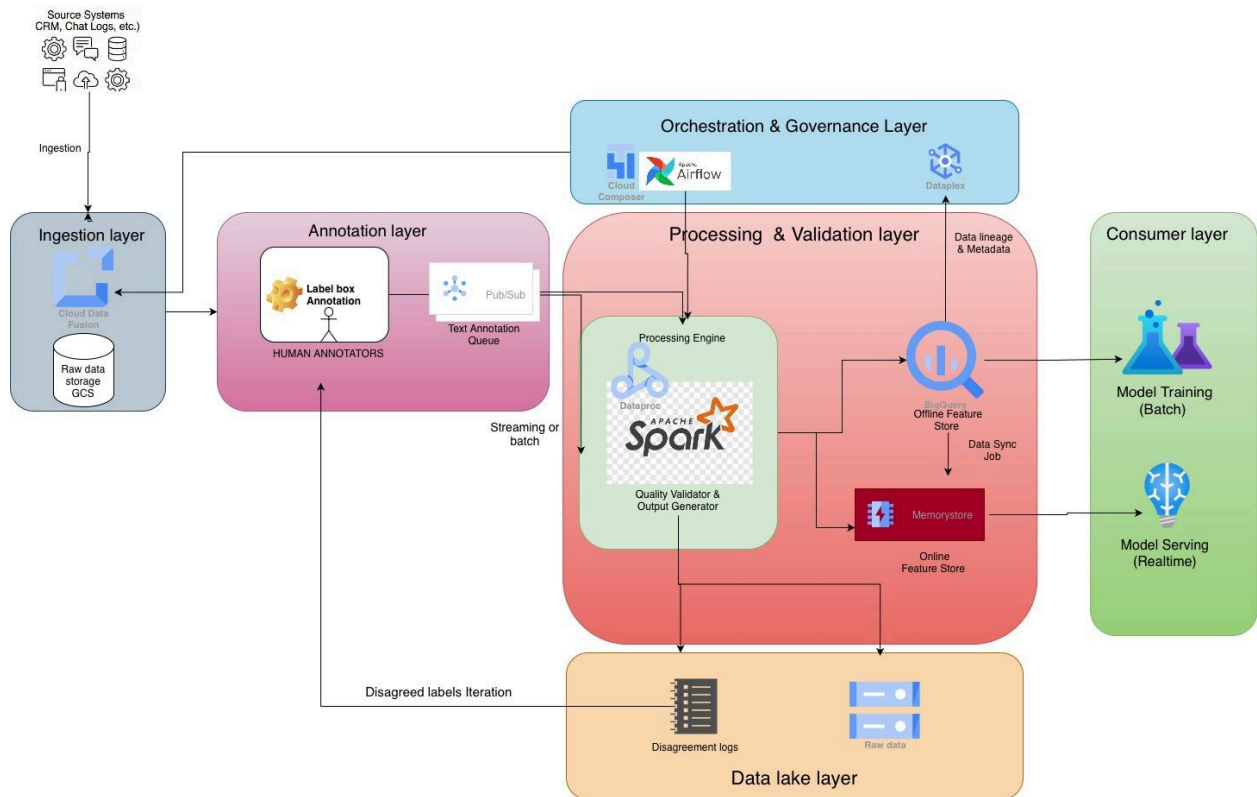 Source Systems
CRM, Chat Logs, etc.)
Ingestion
Orchestration & Governance Layer
Cloud
Composer
Apache
Airflow
Dataplex
Ingestion layer
Cloud Data
Fusion
Raw data
storage
GCS
Annotation layer
Label box
Annotation
HUMAN ANNOTATORS
Pub/Sub
Text Annotation
Queue
Streaming or
batch
Processing & Validation layer
Data lineage
& Metadata
Processing Engine
Dataproc
APACHE
Spark
Quality Validator &
Output Generator
BigQuery
Offline Feature
Store
Data Sync
Job
Memorystore
Online
Feature Store
Consumer layer
Model Training
(Batch)
Model Serving
(Realtime)
Disagreed labels Iteration
Disagreement logs
Raw data
Data lake layer